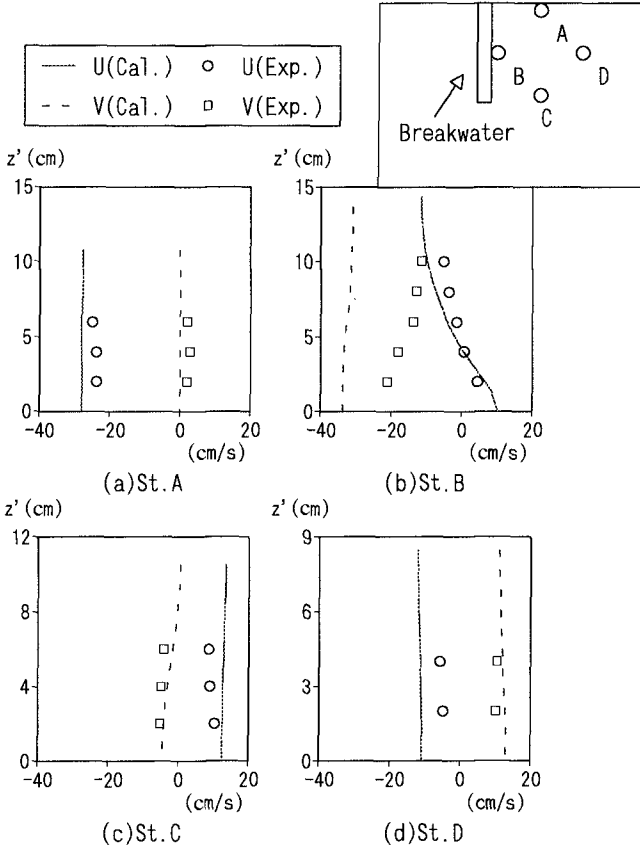 U(Cal.) U(Exp.)
V(Cal.) V(Exp.)
A
B D
C
Breakwater
z'(cm) z'(cm)
15 15
10 10
5 5
0 0
-40 -20 0 20 -40 -20 0 20
(cm/s) (cm/s)
(a)St.A (b)St.B
z'(cm) z'(cm)
12 9
8 6
4 3
0 0
-40 -20 0 20 -40 -20 0 20
(cm/s) (cm/s)
(c)St.C (d)St.D